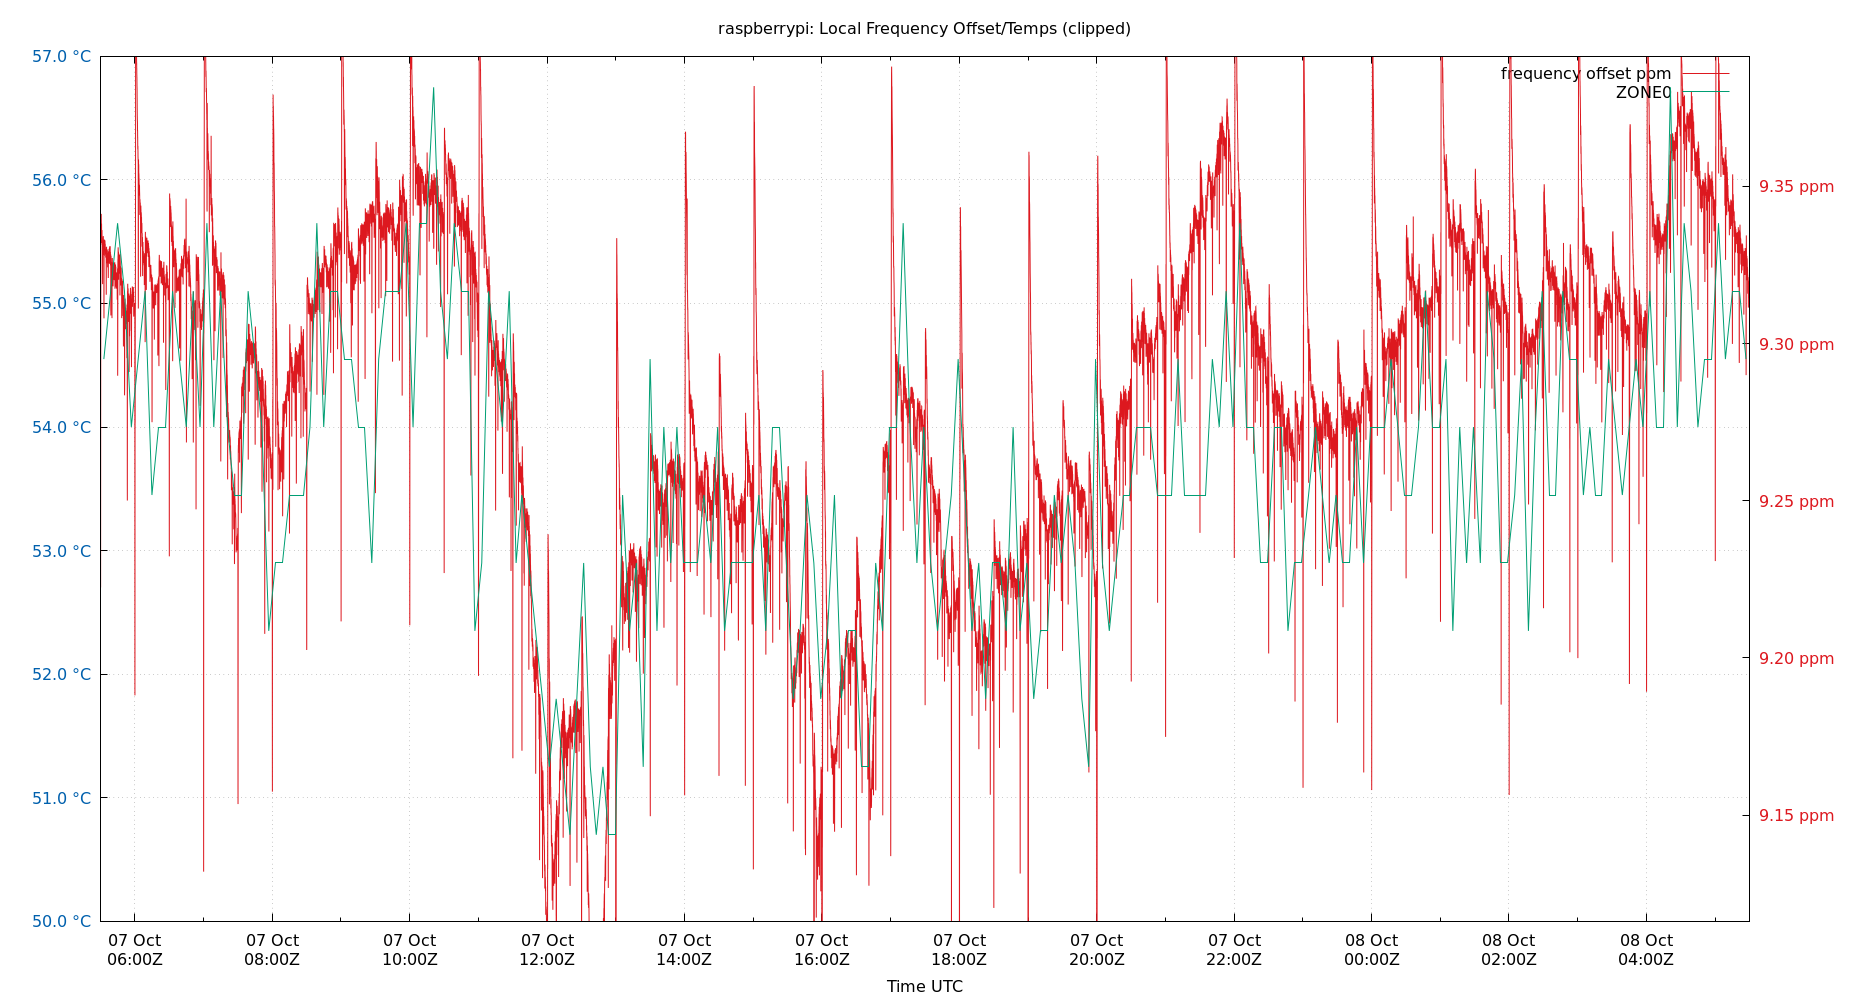 raspberrypi: Local Frequency Offset/Temps (clipped)
frequency offset ppm
ZONE0
57.0 °C
56.0 °C
55.0 °C
54.0 °C
53.0 °C
52.0 °C
51.0 °C
50.0 °C
9.35 ppm
9.30 ppm
9.25 ppm
9.20 ppm
9.15 ppm
07 Oct 07 Oct 07 Oct 07 Oct 07 Oct 07 Oct 07 Oct 07 Oct 07 Oct 08 Oct 08 Oct 08 Oct
06:00Z 08:00Z 10:00Z 12:00Z 14:00Z 16:00Z 18:00Z 20:00Z 22:00Z 00:00Z 02:00Z 04:00Z
Time UTC